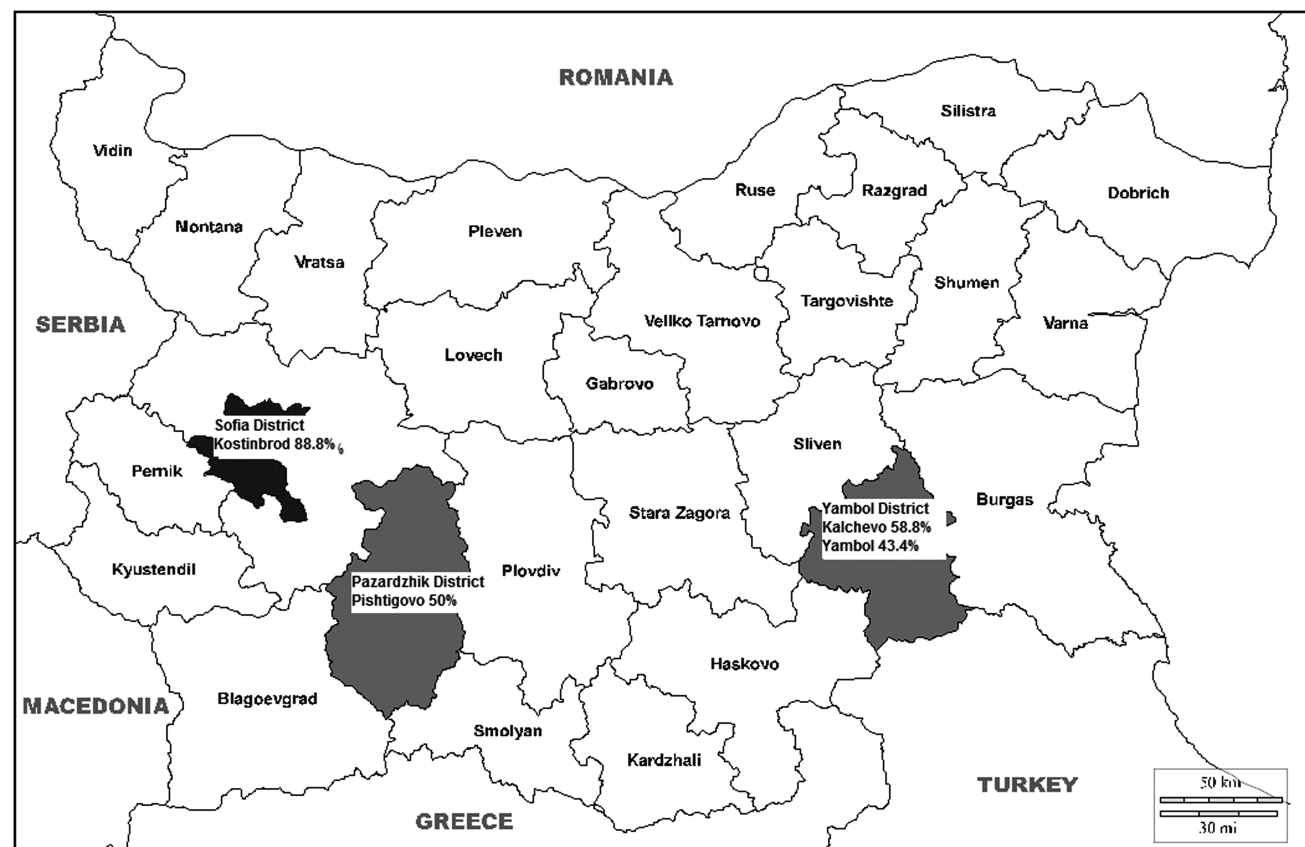 ROMANIA
Silistra
Vidin
Ruse
Razgrad
Dobrich
Montana
Pleven
Vratsa
Shumen
Targovishte
SERBIA
Veliko Tarnovo
Varna
Lovech
Gabrovo
Sofia District
Kostinbrod 88.8%
Sliven
Pernik
Burgas
Stara Zagora
Yambol District
Kalchevo 58.8%
Yambol 43.4%
Kyustendil
Plovdiv
Pazardzhik District
Pishtigovo 50%
Haskovo
Blagoevgrad
MACEDONIA
Smolyan
Kardzhali
TURKEY
50 km
GREECE
30 mi